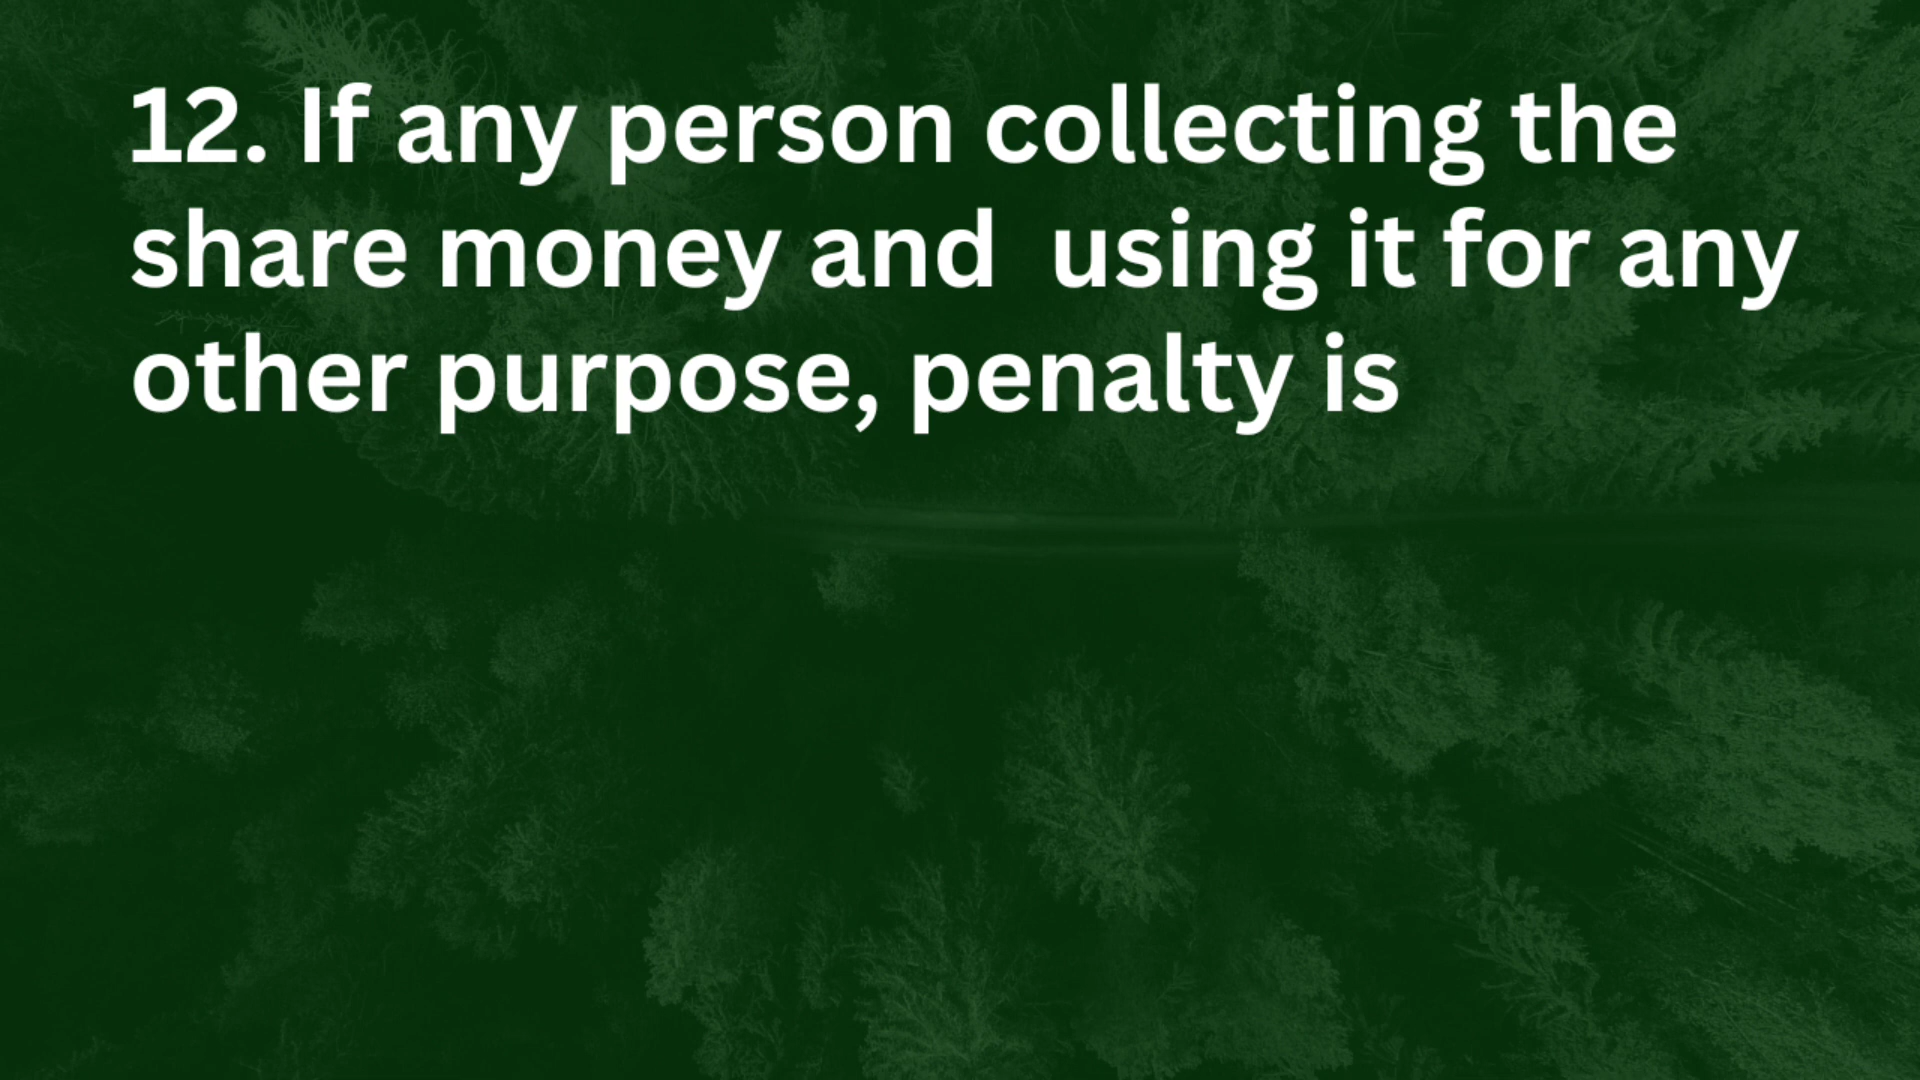 12. If any person collecting the
share money and  using it for any
other purpose, penalty is